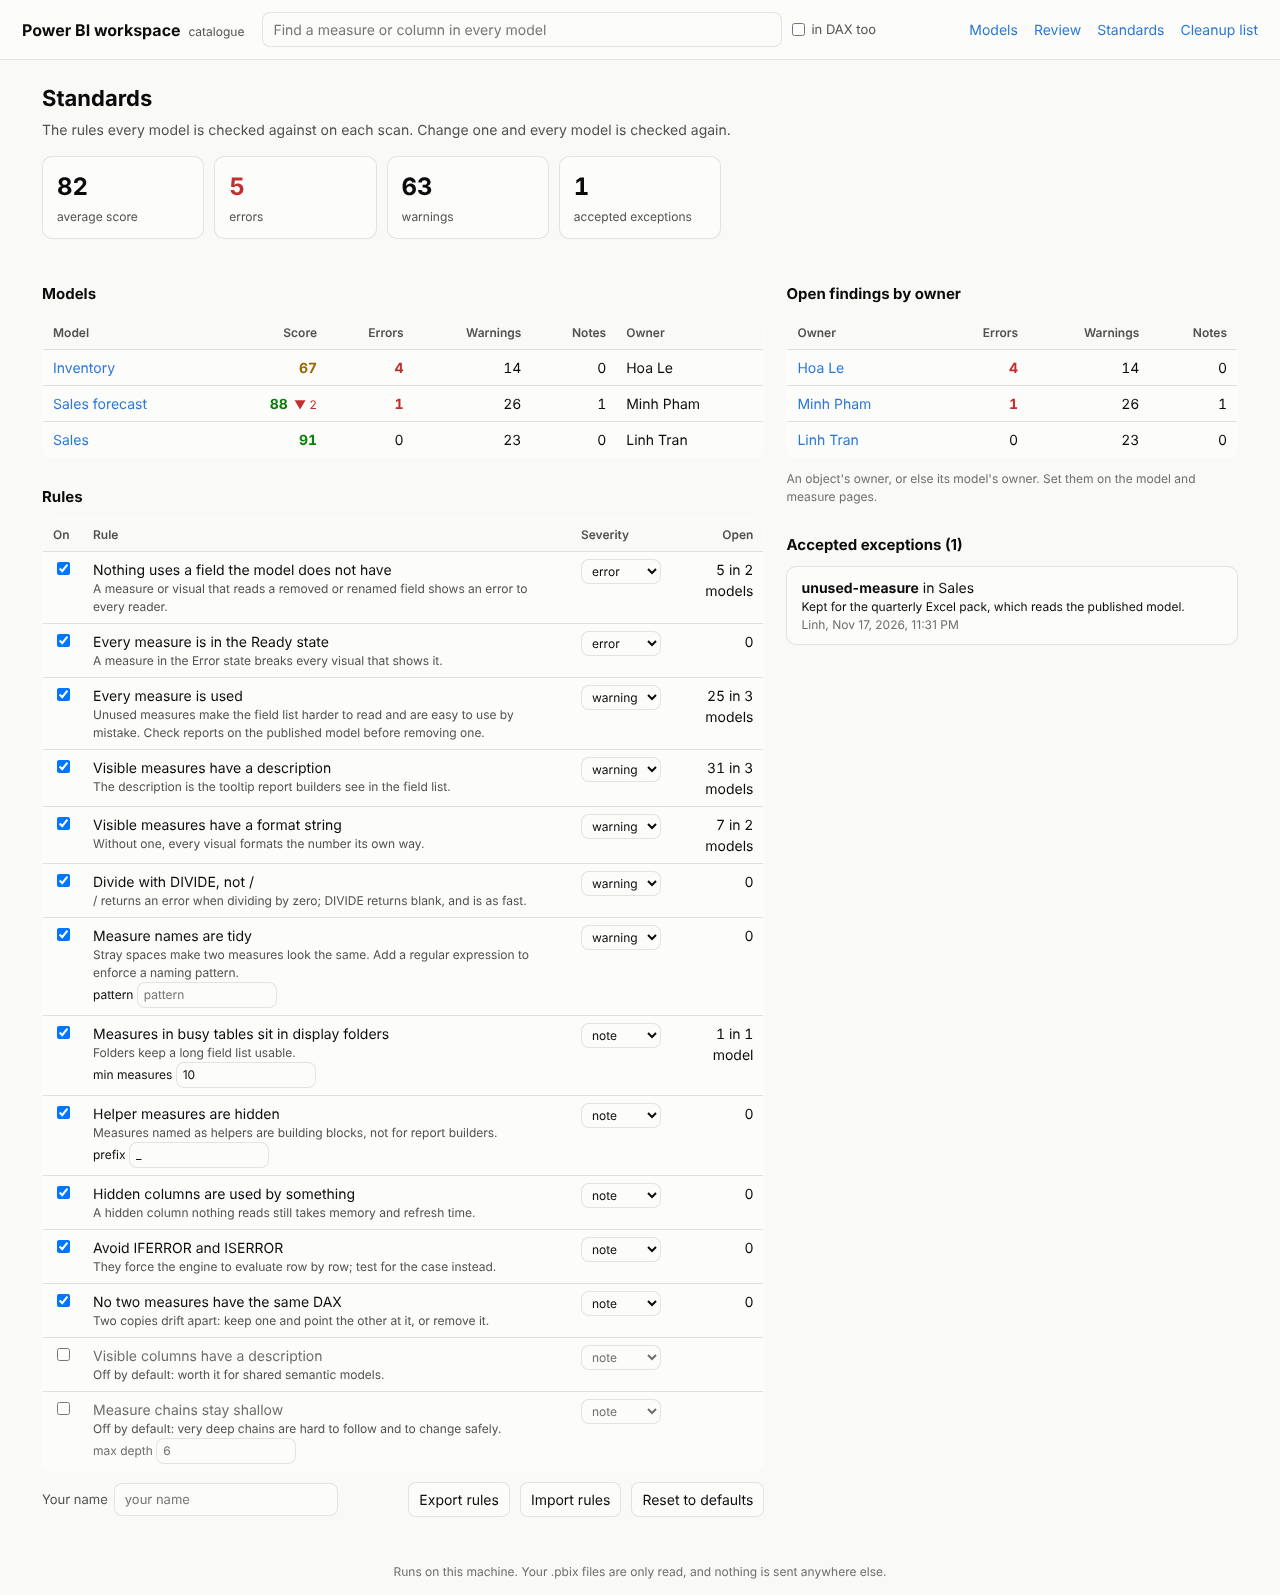 Power BI workspace catalogue
Find a measure or column in every model
in DAX too
Models Review Standards Cleanup list
Standards
The rules every model is checked against on each scan. Change one and every model is checked again.
82
average score
5
errors
63
warnings
1
accepted exceptions
Models
Model Score Errors Warnings Notes Owner
Inventory 67 4 14 0 Hoa Le
Sales forecast 88 ▼ 2 1 26 1 Minh Pham
Sales 91 0 23 0 Linh Tran
Open findings by owner
Owner Errors Warnings Notes
Hoa Le 4 14 0
Minh Pham 1 26 1
Linh Tran 0 23 0
An object's owner, or else its model's owner. Set them on the model and
measure pages.
Accepted exceptions (1)
unused-measure in Sales
Kept for the quarterly Excel pack, which reads the published model.
Linh, Nov 17, 2026, 11:31 PM
Rules
On Rule Severity Open
Nothing uses a field the model does not have error 5 in 2
models
A measure or visual that reads a removed or renamed field shows an error to
every reader.
Every measure is in the Ready state error 0
A measure in the Error state breaks every visual that shows it.
Every measure is used warning 25 in 3
models
Unused measures make the field list harder to read and are easy to use by
mistake. Check reports on the published model before removing one.
Visible measures have a description warning 31 in 3
models
The description is the tooltip report builders see in the field list.
Visible measures have a format string warning 7 in 2
models
Without one, every visual formats the number its own way.
Divide with DIVIDE, not / warning 0
/ returns an error when dividing by zero; DIVIDE returns blank, and is as fast.
Measure names are tidy warning 0
Stray spaces make two measures look the same. Add a regular expression to
enforce a naming pattern.
pattern pattern
Measures in busy tables sit in display folders note 1 in 1
model
Folders keep a long field list usable.
min measures 10
Helper measures are hidden note 0
Measures named as helpers are building blocks, not for report builders.
prefix _
Hidden columns are used by something note 0
A hidden column nothing reads still takes memory and refresh time.
Avoid IFERROR and ISERROR note 0
They force the engine to evaluate row by row; test for the case instead.
No two measures have the same DAX note 0
Two copies drift apart: keep one and point the other at it, or remove it.
Visible columns have a description note
Off by default: worth it for shared semantic models.
Measure chains stay shallow note
Off by default: very deep chains are hard to follow and to change safely.
max depth 6
Your name your name
Export rules Import rules Reset to defaults
Runs on this machine. Your .pbix files are only read, and nothing is sent anywhere else.